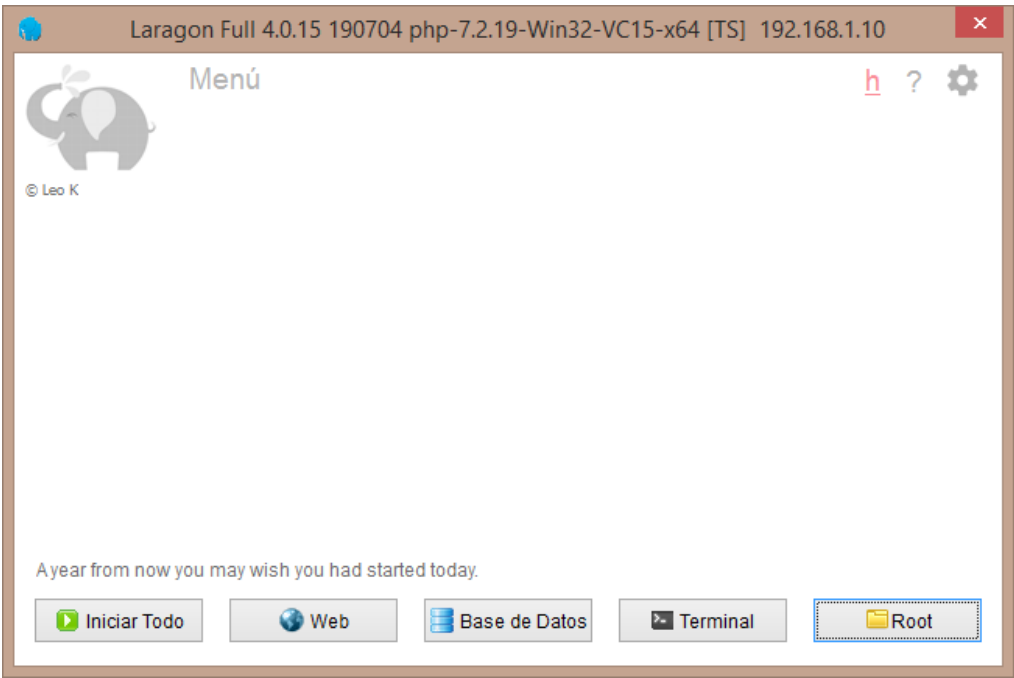 Laragon Full 4.0.15 190704 php-7.2.19-Win32-VC15-x64 [TS] 192.168.1.10
Menú
h ?
© Leo K
A year from now you may wish you had started today.
Iniciar Todo Web Base de Datos Terminal Root